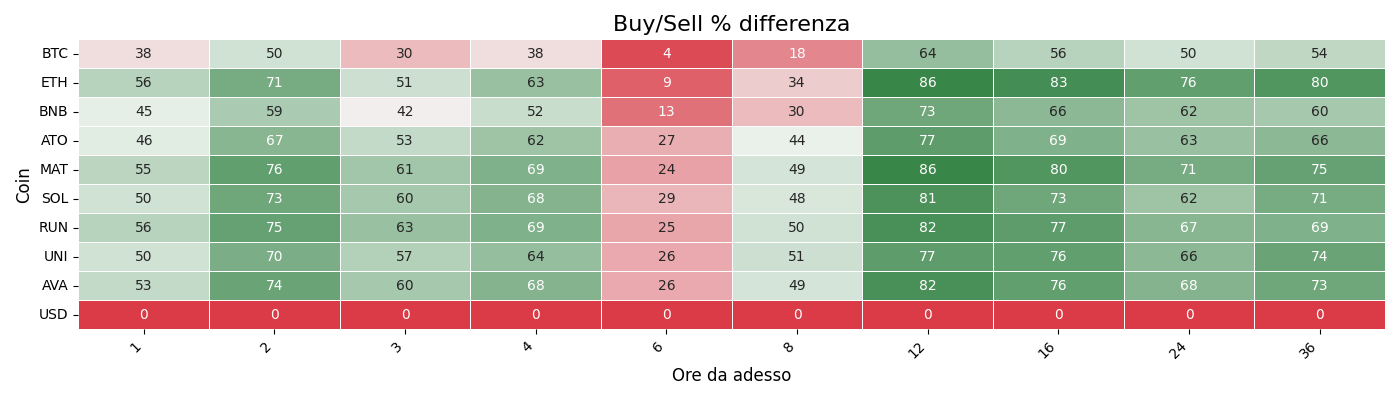 Buy/Sell % differenza
Coin
BTC 38 50 30 38 4 18 64 56 50 54
ETH 56 71 51 63 9 34 86 83 76 80
BNB 45 59 42 52 13 30 73 66 62 60
ATO 46 67 53 62 27 44 77 69 63 66
MAT 55 76 61 69 24 49 86 80 71 75
SOL 50 73 60 68 29 48 81 73 62 71
RUN 56 75 63 69 25 50 82 77 67 69
UNI 50 70 57 64 26 51 77 76 66 74
AVA 53 74 60 68 26 49 82 76 68 73
USD 0 0 0 0 0 0 0 0 0 0
1 2 3 4 6 8 12 16 24 36
Ore da adesso